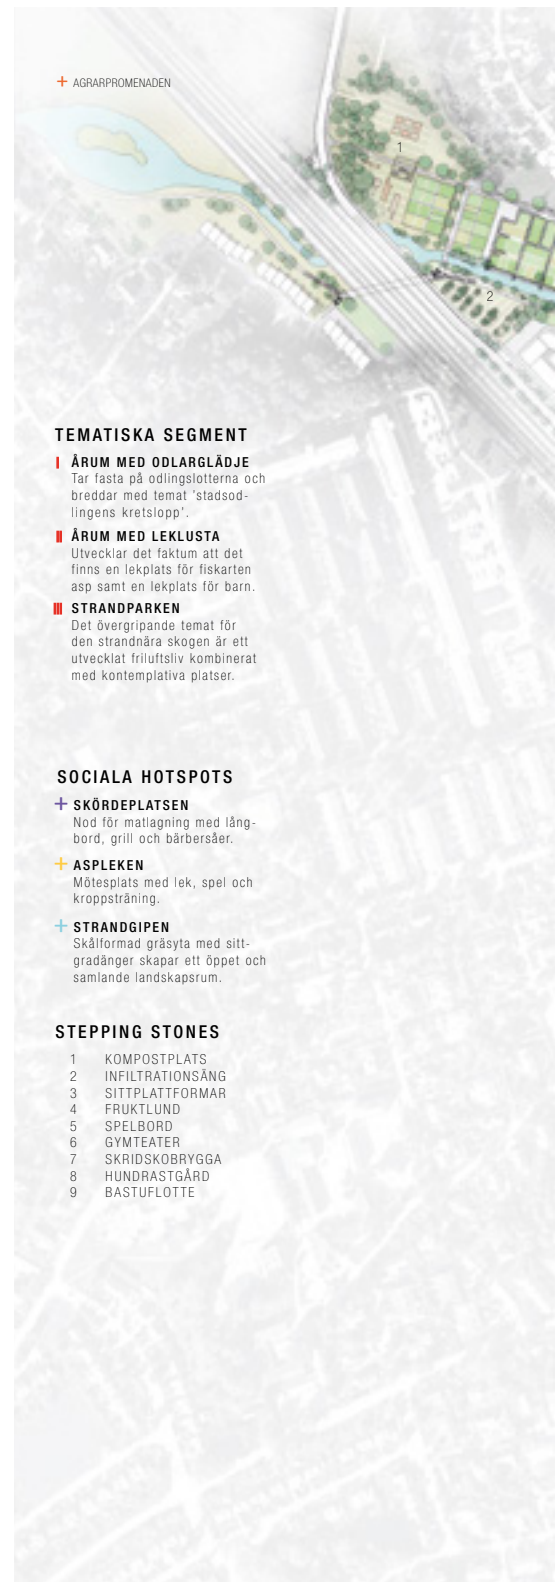 + AGRARPROMENADEN
1
2
TEMATISKA SEGMENT
I ÅRUM MED ODLARGLÄDJE
Tar fasta på odlingslotterna och
breddar med temat 'stadsod-
lingens kretslopp'.
II ÅRUM MED LEKLUSTA
Utvecklar det faktum att det
finns en lekplats för fiskarten
asp samt en lekplats för barn.
III STRANDPARKEN
Det övergripande temat för
den strandnära skogen är ett
utvecklat friluftsliv kombinerat
med kontemplativa platser.
SOCIALA HOTSPOTS
+ SKÖRDEPLATSEN
Nod för matlagning med lång-
bord, grill och bärbersåer.
+ ASPLEKEN
Mötesplats med lek, spel och
kroppsträning.
+ STRANDGIPEN
Skålformad gräsyta med sitt-
gradänger skapar ett öppet och
samlande landskapsrum.
STEPPING STONES
1 KOMPOSTPLATS
2 INFILTRATIONSÄNG
3 SITTPLATTFORMAR
4 FRUKTLUND
5 SPELBORD
6 GYMTEATER
7 SKRIDSKOBRYGGA
8 HUNDRASTGÅRD
9 BASTUFLOTTE